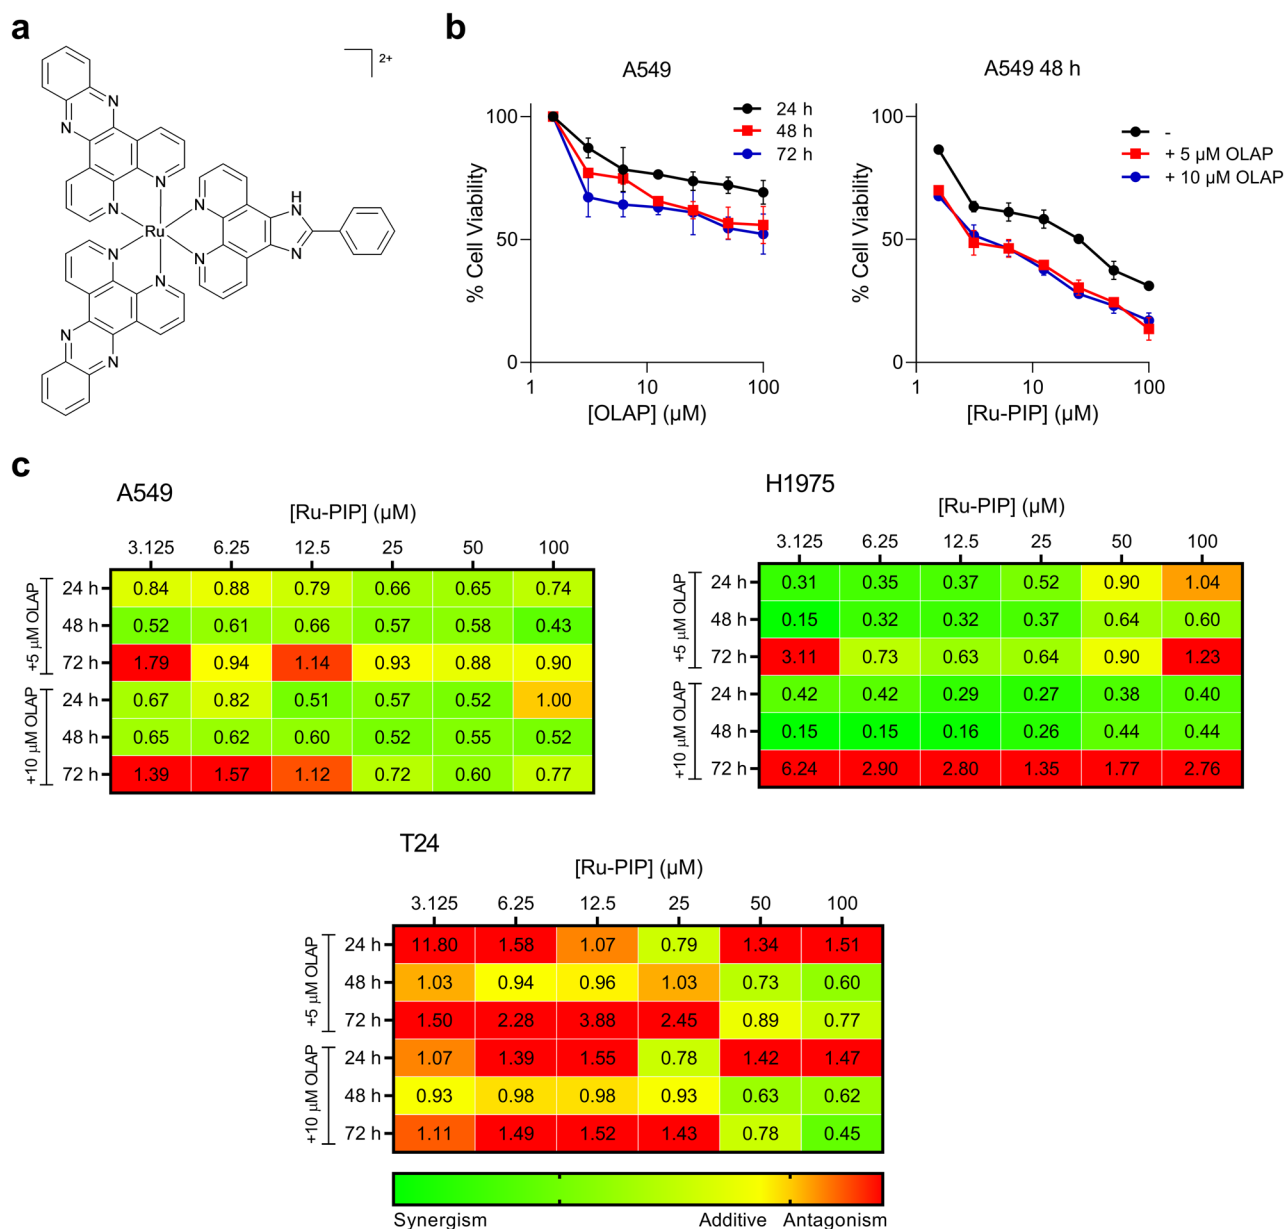 a
2+
N
N
N
N
H
N
N
N
N
Ru
N
N
N
N
N
N
b
A549
100
50
0
1
10
100
% Cell Viability
[OLAP] (µM)
24 h
48 h
72 h
A549 48 h
100
50
0
1
10
100
% Cell Viability
[Ru-PIP] (µM)
-
+ 5 µM OLAP
+ 10 µM OLAP
c
A549
[Ru-PIP] (µM)
3.125 6.25 12.5 25 50 100
+5 µM OLAP
24 h 0.84 0.88 0.79 0.66 0.65 0.74
48 h 0.52 0.61 0.66 0.57 0.58 0.43
72 h 1.79 0.94 1.14 0.93 0.88 0.90
+10 µM OLAP
24 h 0.67 0.82 0.51 0.57 0.52 1.00
48 h 0.65 0.62 0.60 0.52 0.55 0.52
72 h 1.39 1.57 1.12 0.72 0.60 0.77
H1975
[Ru-PIP] (µM)
3.125 6.25 12.5 25 50 100
+5 µM OLAP
24 h 0.31 0.35 0.37 0.52 0.90 1.04
48 h 0.15 0.32 0.32 0.37 0.64 0.60
72 h 3.11 0.73 0.63 0.64 0.90 1.23
+10 µM OLAP
24 h 0.42 0.42 0.29 0.27 0.38 0.40
48 h 0.15 0.15 0.16 0.26 0.44 0.44
72 h 6.24 2.90 2.80 1.35 1.77 2.76
T24
[Ru-PIP] (µM)
3.125 6.25 12.5 25 50 100
+5 µM OLAP
24 h 11.80 1.58 1.07 0.79 1.34 1.51
48 h 1.03 0.94 0.96 1.03 0.73 0.60
72 h 1.50 2.28 3.88 2.45 0.89 0.77
+10 µM OLAP
24 h 1.07 1.39 1.55 0.78 1.42 1.47
48 h 0.93 0.98 0.98 0.93 0.63 0.62
72 h 1.11 1.49 1.52 1.43 0.78 0.45
Synergism Additive Antagonism